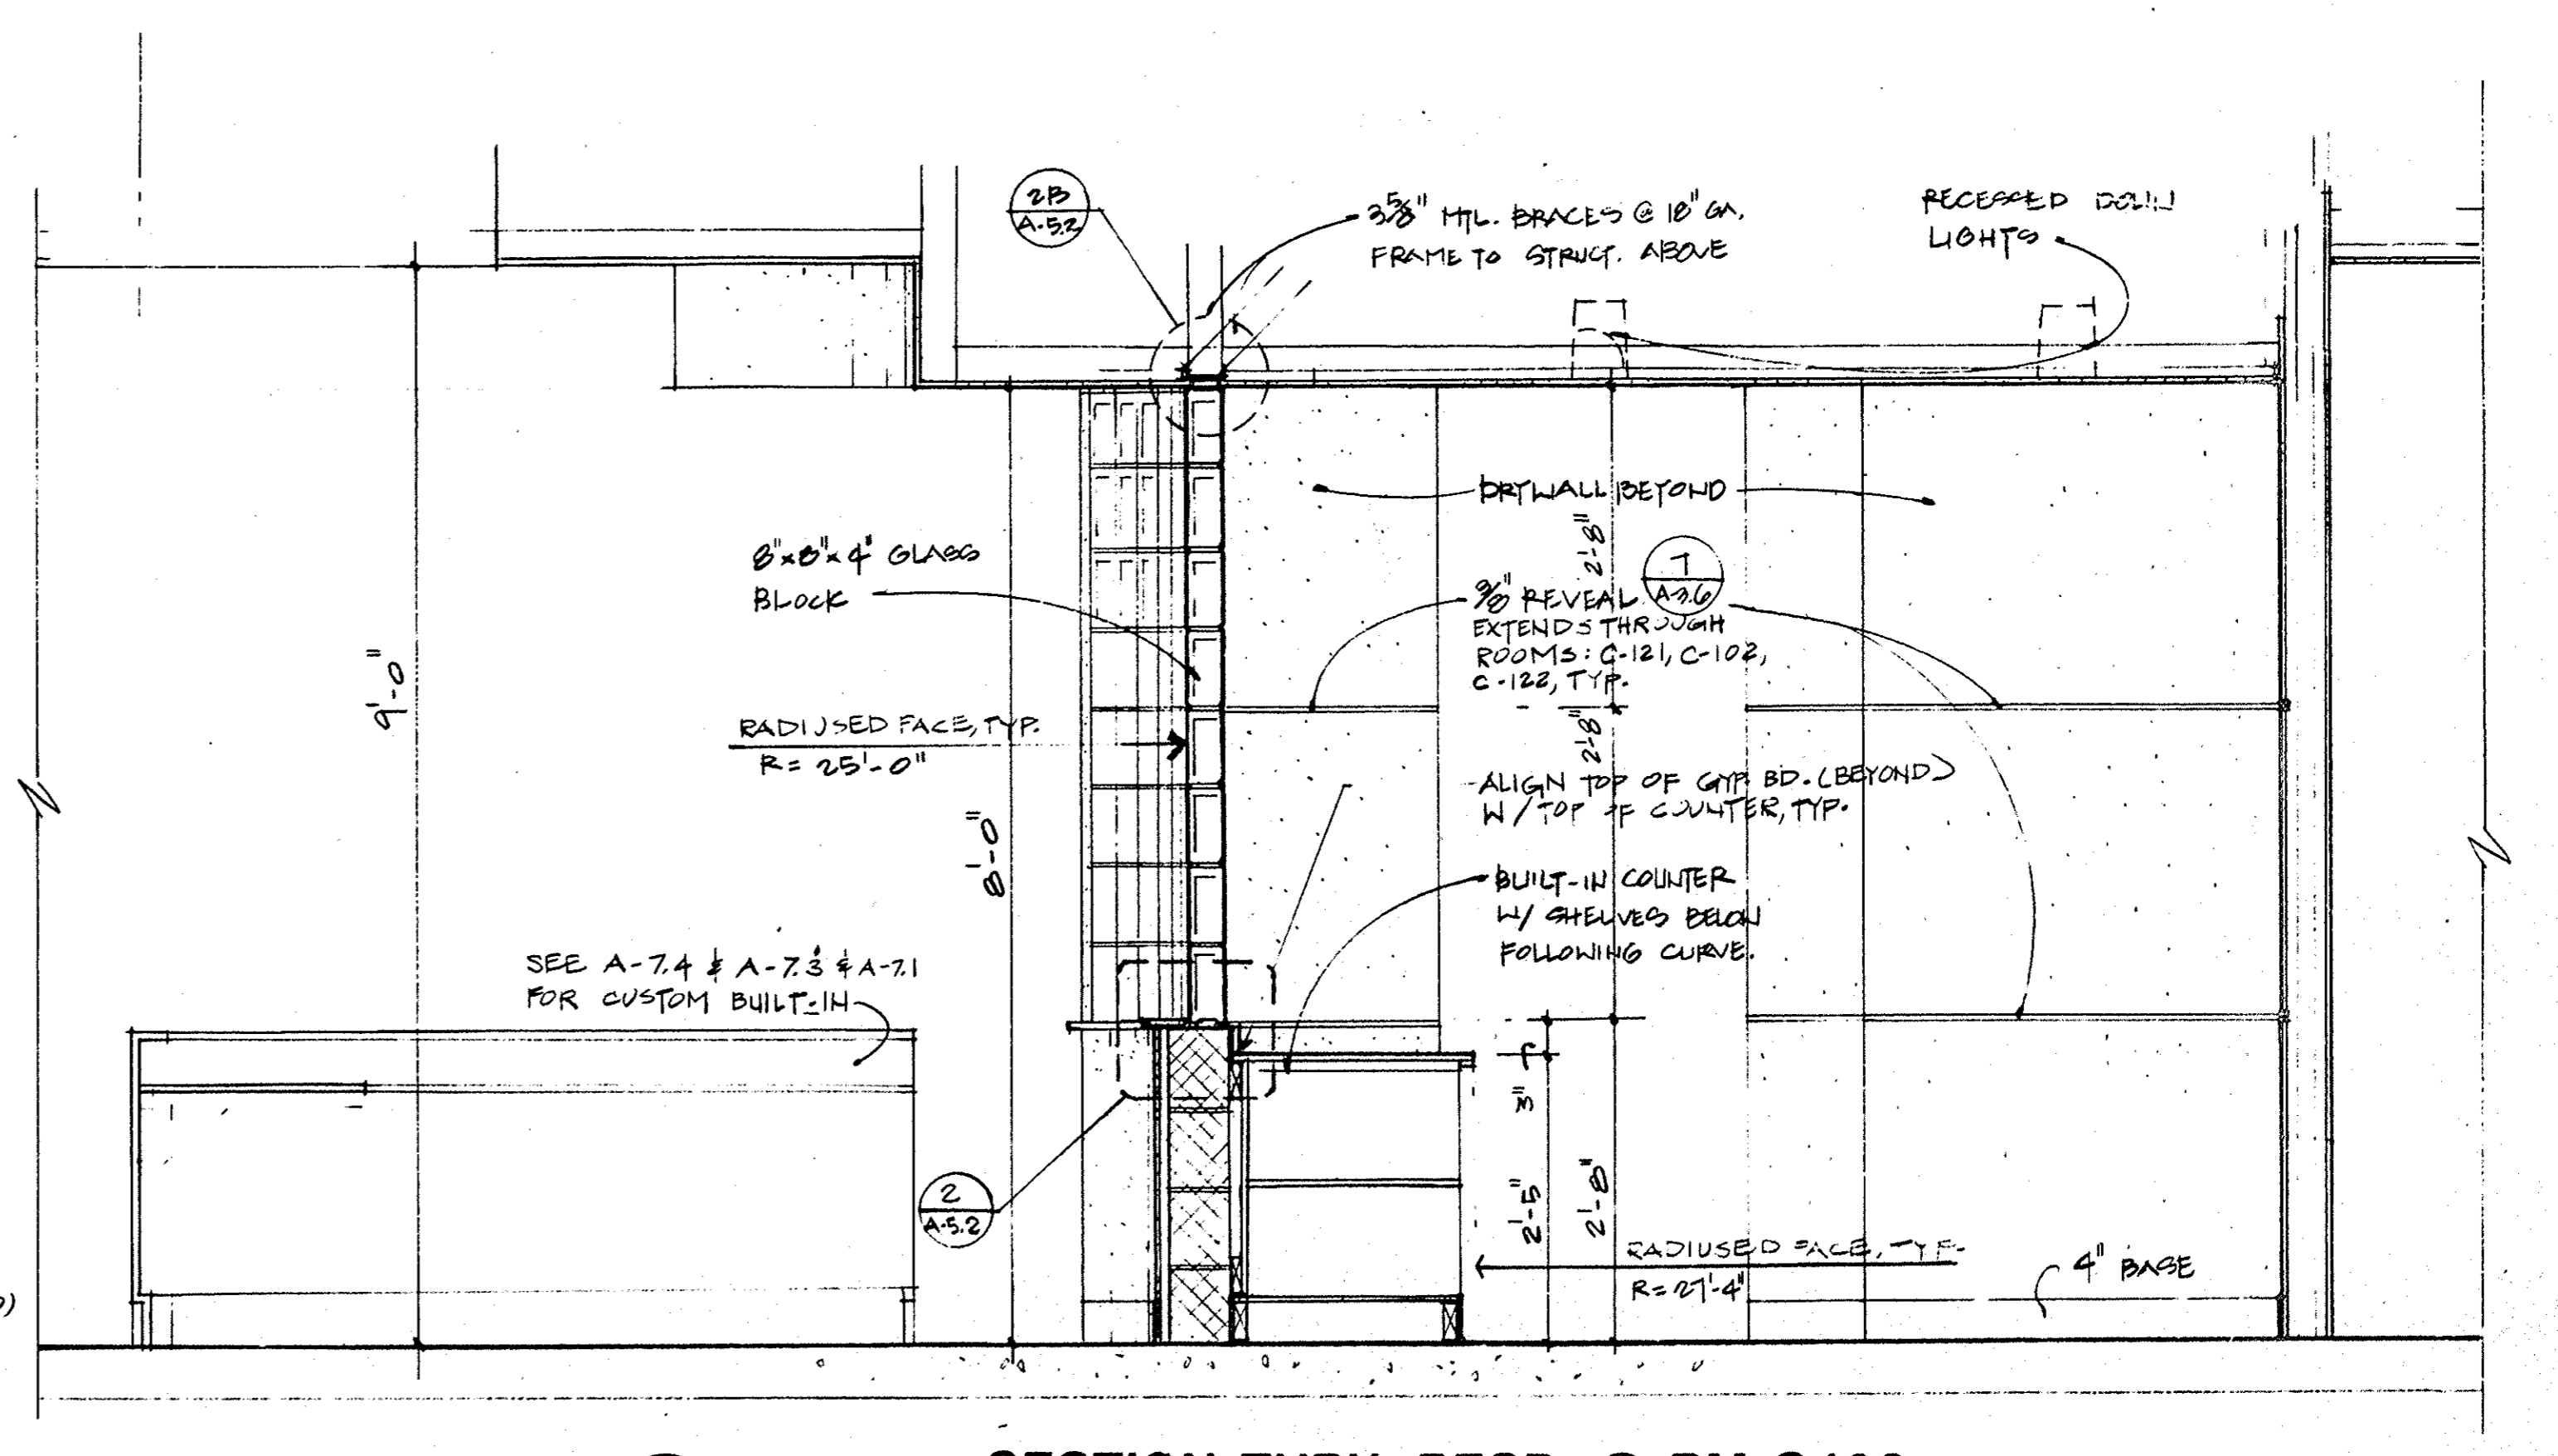 2B
A-5.2
3⅝" MTL. BRACES @ 18" GA.
FRAME TO STRUCT. ABOVE
RECESSED DOWN
LIGHTS
DRYWALL BEYOND
8"x8"x4" GLASS
BLOCK
2'-8"
⅜" REVEAL
A-3.6
EXTENDS THROUGH
ROOMS: C-121, C-102,
C-122, TYP.
9'-0"
RADIUSED FACE, TYP.
R= 25'-0"
2'-8"
ALIGN TOP OF GYP. BD. (BEYOND)
W/TOP OF COUNTER, TYP.
8'-0"
BUILT-IN COUNTER
W/ SHELVES BELOW
FOLLOWING CURVE.
SEE A-7.4 & A-7.3 & A-7.1
FOR CUSTOM BUILT-IN
3"
2
A-5.2
2'-5"
2'-8"
RADIUSED FACE, TYP.
R=27'-4"
4" BASE